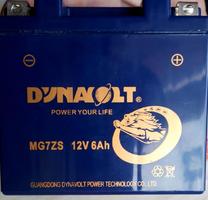 DYNAVOLT
POWER YOUR LIFE
MG7ZS 12V 6Ah
GUANGDONG DYNAVOLT POWER TECHNOLOGY CO., LTD.